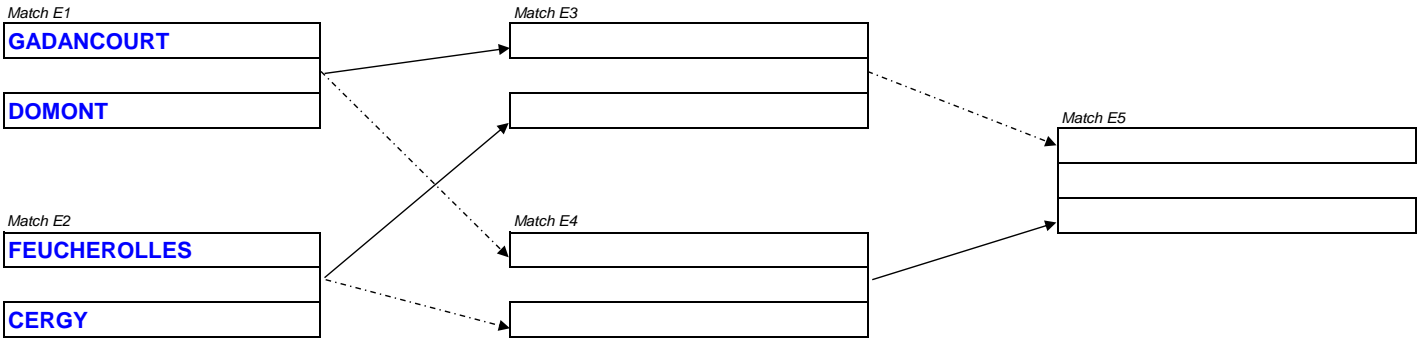 Match E1
GADANCOURT
DOMONT
Match E2
FEUCHEROLLES
CERGY
Match E3
Match E4
Match E5